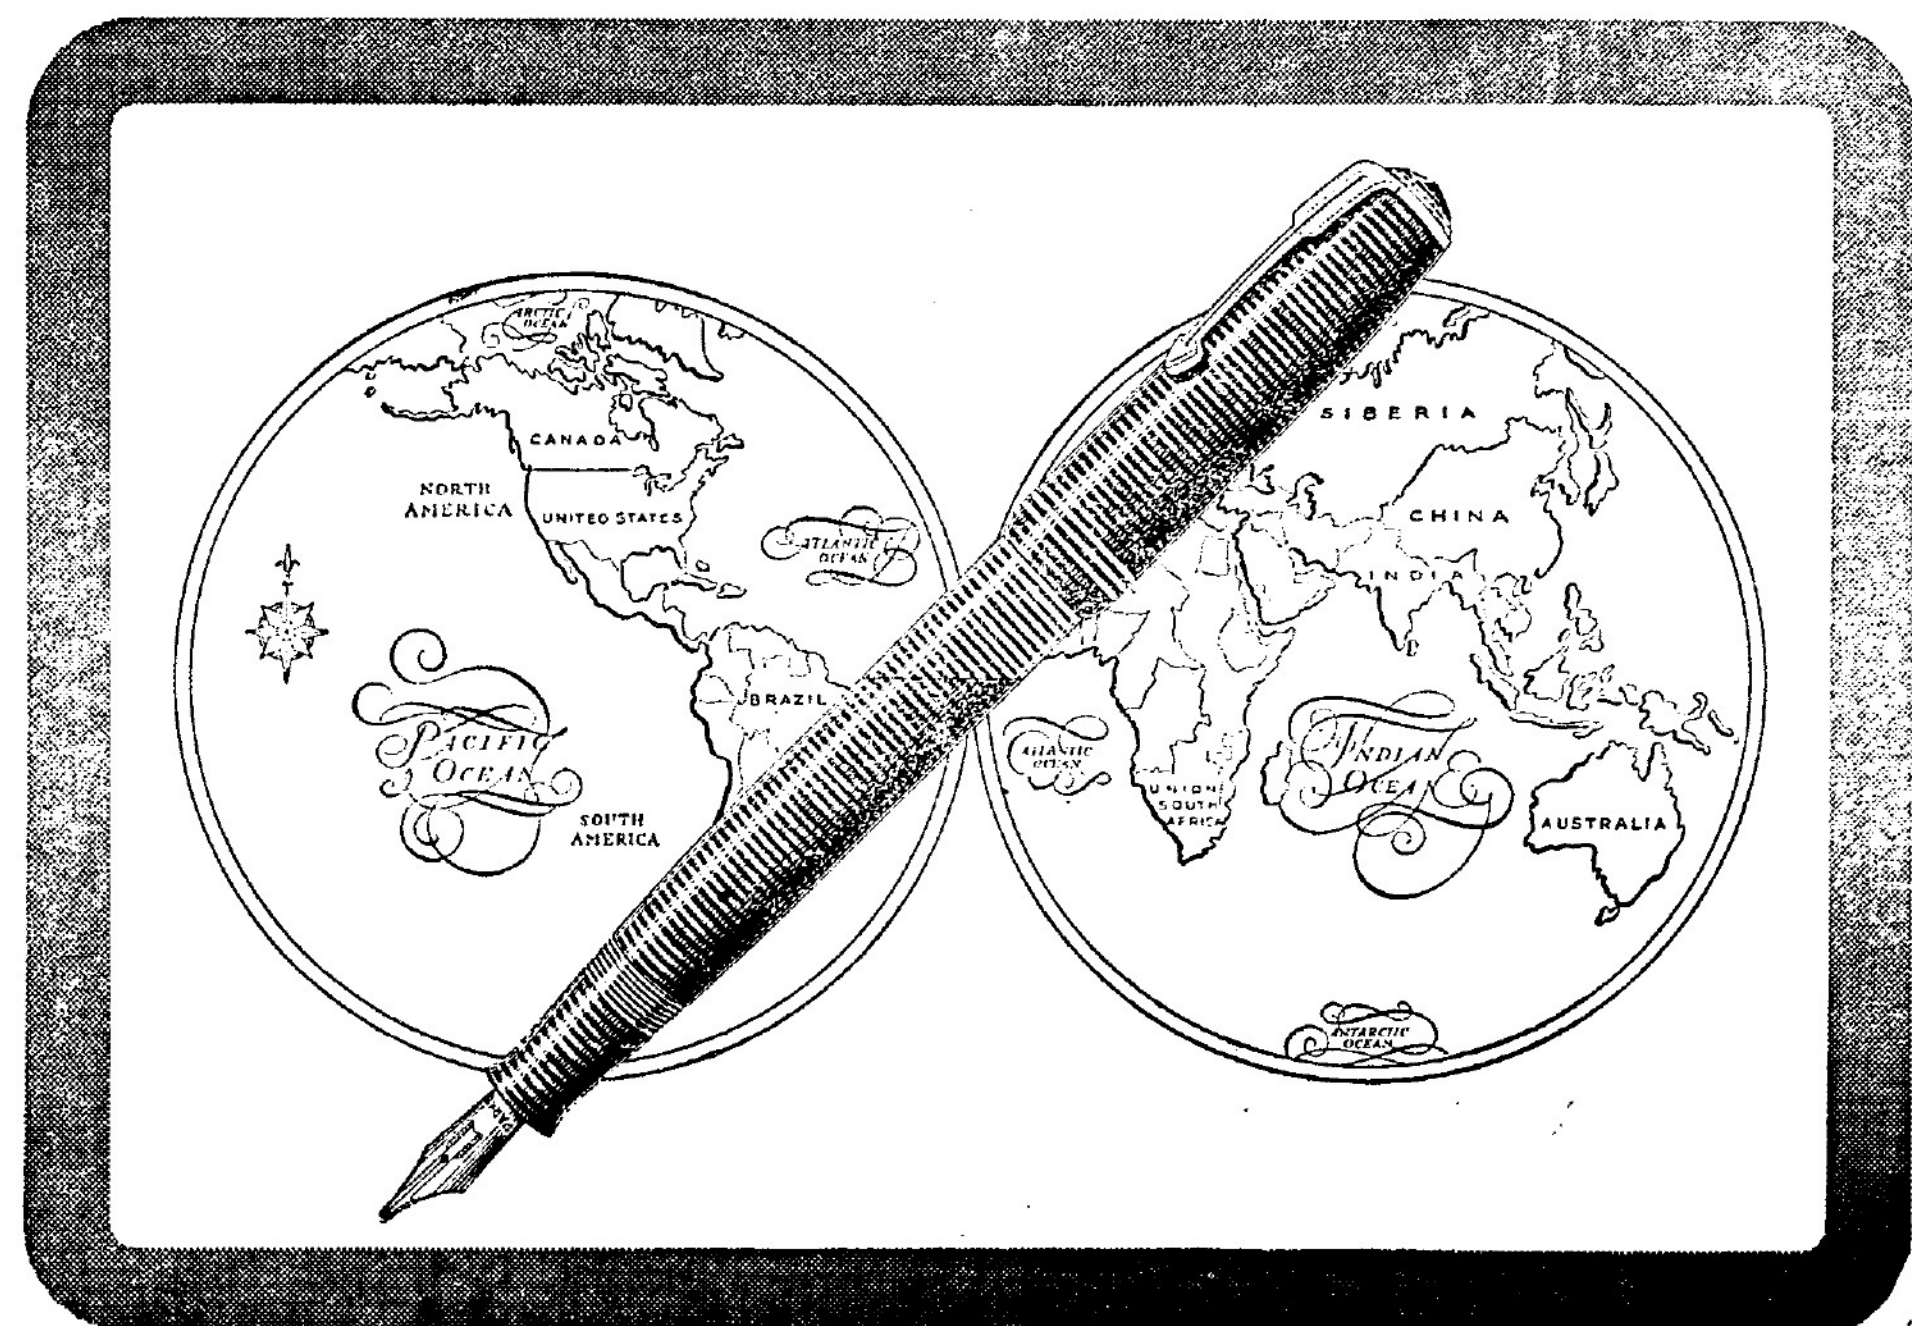 ARCTIC
OCEAN
CANADA
NORTH
AMERICA
UNITED STATES
ATLANTIC
OCEAN
PACIFIC
OCEAN
BRAZIL
SOUTH
AMERICA
SIBERIA
CHINA
INDIA
ATLANTIC
OCEAN
INDIAN
OCEAN
UNION
SOUTH
AFRICA
AUSTRALIA
ANTARCTIC
OCEAN